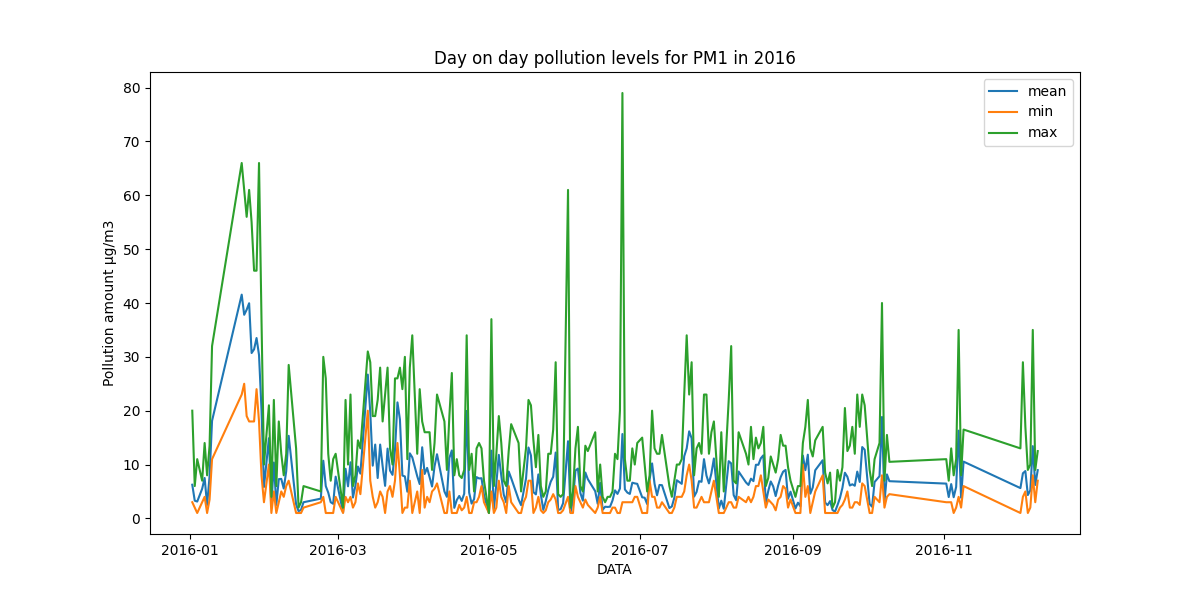 Day on day pollution levels for PM1 in 2016
80
70
60
50
40
30
20
10
0
Pollution amount µg/m3
mean
min
max
2016-01
2016-03
2016-05
2016-07
2016-09
2016-11
DATA